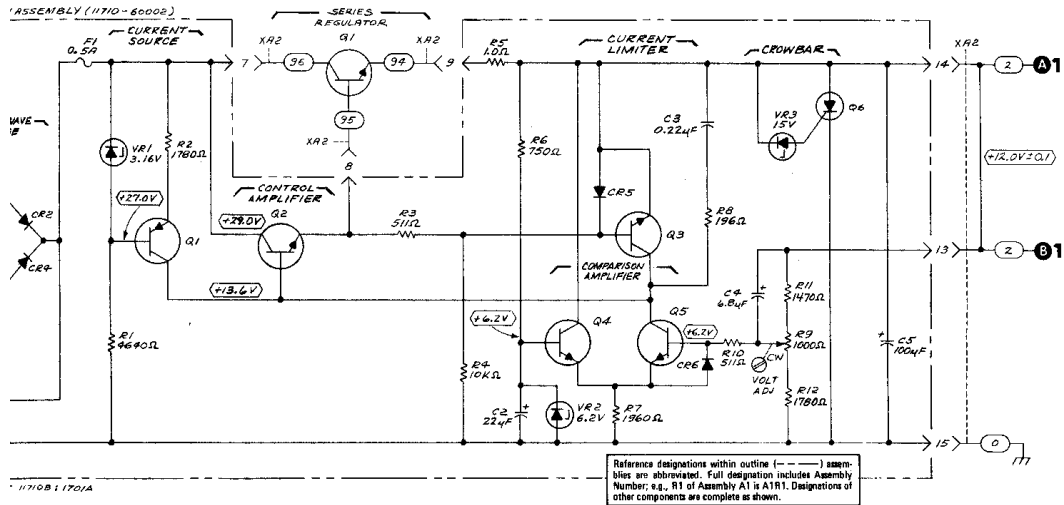 ASSEMBLY (11710-60002)
SERIES
REGULATOR
CURRENT
SOURCE
F1
0.5A
XA2
Q1
XA2
7
96
94
9
R5
1.0Ω
CURRENT
LIMITER
CROWBAR
XA2
14
2
A1
95
XA2
8
WAVE
VR1
3.16V
R2
1780Ω
R6
750Ω
C3
0.22µF
VR3
15V
Q6
+12.0V±0.1
CONTROL
AMPLIFIER
Q2
CR5
CR2
+27.0V
+29.0V
R3
511Ω
R8
196Ω
Q1
Q3
CR4
13
2
B1
COMPARISON
AMPLIFIER
+13.6V
C4
6.8µF
R11
1470Ω
+6.2V
Q4
Q5
+6.2V
R1
4640Ω
R9
1000Ω
C5
100µF
R4
10KΩ
CR6
R10
511Ω
CW
VOLT
ADJ
C2
22µF
VR2
6.2V
R7
1960Ω
R12
1780Ω
15
0
Reference designations within outline (— – – —) assem-
blies are abbreviated. Full designation includes Assembly
Number; e.g., R1 of Assembly A1 is A1R1. Designations of
other components are complete as shown.
11710B: 1701A